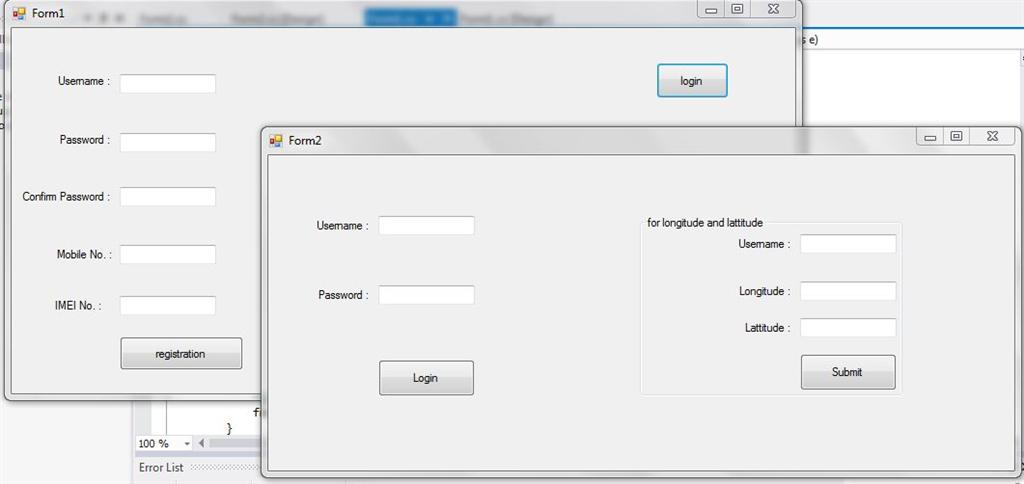 Form1
s e)
Username :
login
Password :
Confirm Password :
Mobile No. :
IMEI No. :
registration
Form2
Username :
Password :
Login
for longitude and lattitude
Username :
Longitude :
Lattitude :
Submit
}
100 %
Error List